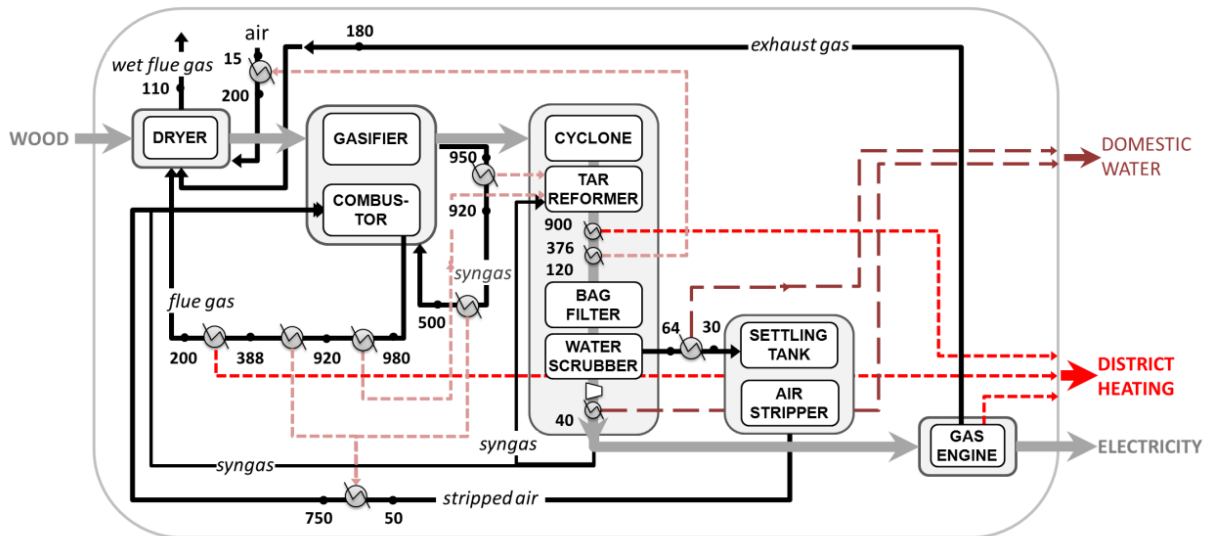 180
exhaust gas
air
15
wet flue gas
110
200
WOOD
DRYER
GASIFIER
COMBUS-
TOR
950
920
syngas
500
CYCLONE
TAR
REFORMER
900
376
120
BAG
FILTER
WATER
SCRUBBER
40
64
30
SETTLING
TANK
AIR
STRIPPER
DOMESTIC
WATER
DISTRICT
HEATING
flue gas
200
388
920
980
GAS
ENGINE
ELECTRICITY
syngas
syngas
stripped air
750
50